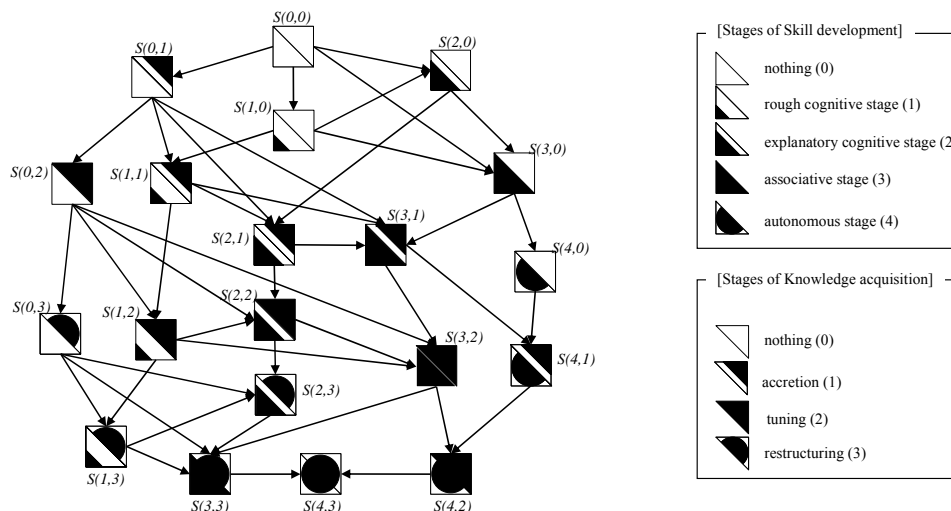 S(0,0)
S(0,1)
S(2,0)
S(1,0)
S(0,2)
S(1,1)
S(3,0)
S(3,1)
S(2,1)
S(4,0)
S(0,3)
S(1,2)
S(2,2)
S(3,2)
S(4,1)
S(2,3)
S(1,3)
S(3,3)
S(4,3)
S(4,2)
[Stages of Skill development]
nothing (0)
rough cognitive stage (1)
explanatory cognitive stage (2
associative stage (3)
autonomous stage (4)
[Stages of Knowledge acquisition]
nothing (0)
accretion (1)
tuning (2)
restructuring (3)